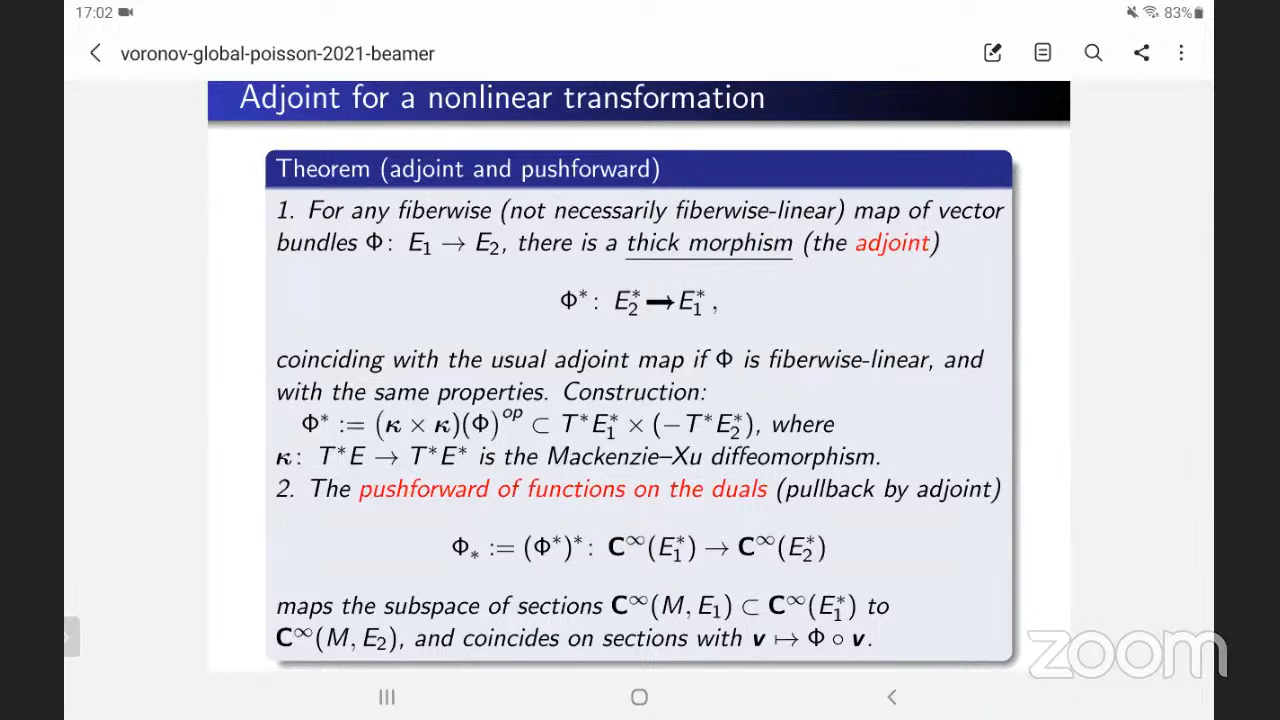 17:02
83%
voronov-global-poisson-2021-beamer
Adjoint for a nonlinear transformation
Theorem (adjoint and pushforward)
1. For any fiberwise (not necessarily fiberwise-linear) map of vector
bundles Φ: E₁ → E₂, there is a thick morphism (the adjoint)
Φ* : E₂* → E₁* ,
coinciding with the usual adjoint map if Φ is fiberwise-linear, and
with the same properties. Construction:
Φ* := (κ × κ)(Φ)^op ⊂ T*E₁* × (−T*E₂*), where
κ: T*E → T*E* is the Mackenzie–Xu diffeomorphism.
2. The pushforward of functions on the duals (pullback by adjoint)
Φ∗ := (Φ*)* : C^∞(E₁*) → C^∞(E₂*)
maps the subspace of sections C^∞(M, E₁) ⊂ C^∞(E₁*) to
C^∞(M, E₂), and coincides on sections with v ↦ Φ ∘ v.
zoom